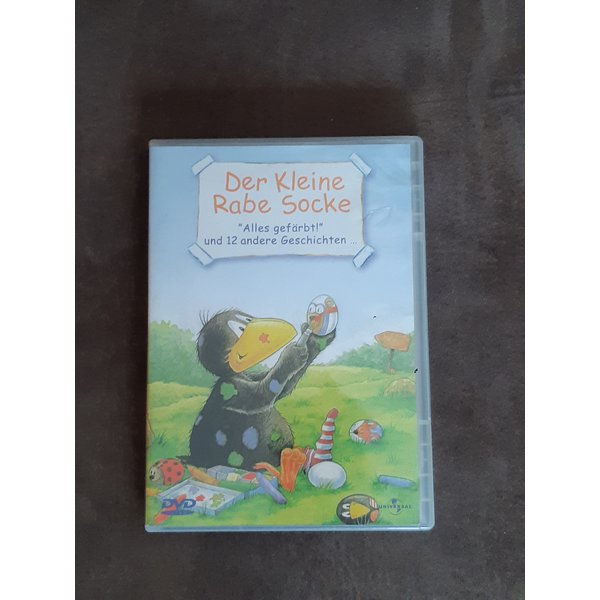 Der Kleine
Rabe Socke
"Alles gefärbt!"
und 12 andere Geschichten ...
DVD
UNIVERSAL